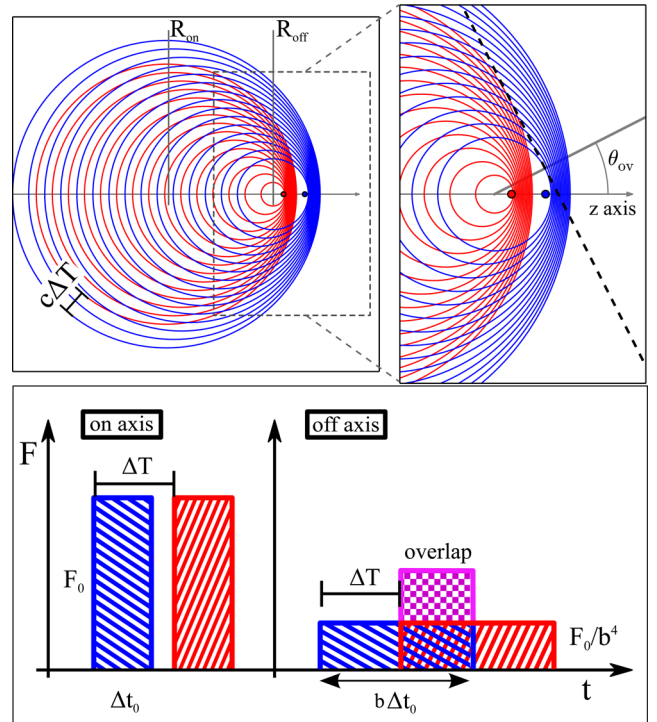 R_on R_off
cΔT
θ_ov
z axis
on axis off axis
F
ΔT
F_0
overlap
ΔT
F_0/b^4
t
Δt_0
bΔt_0